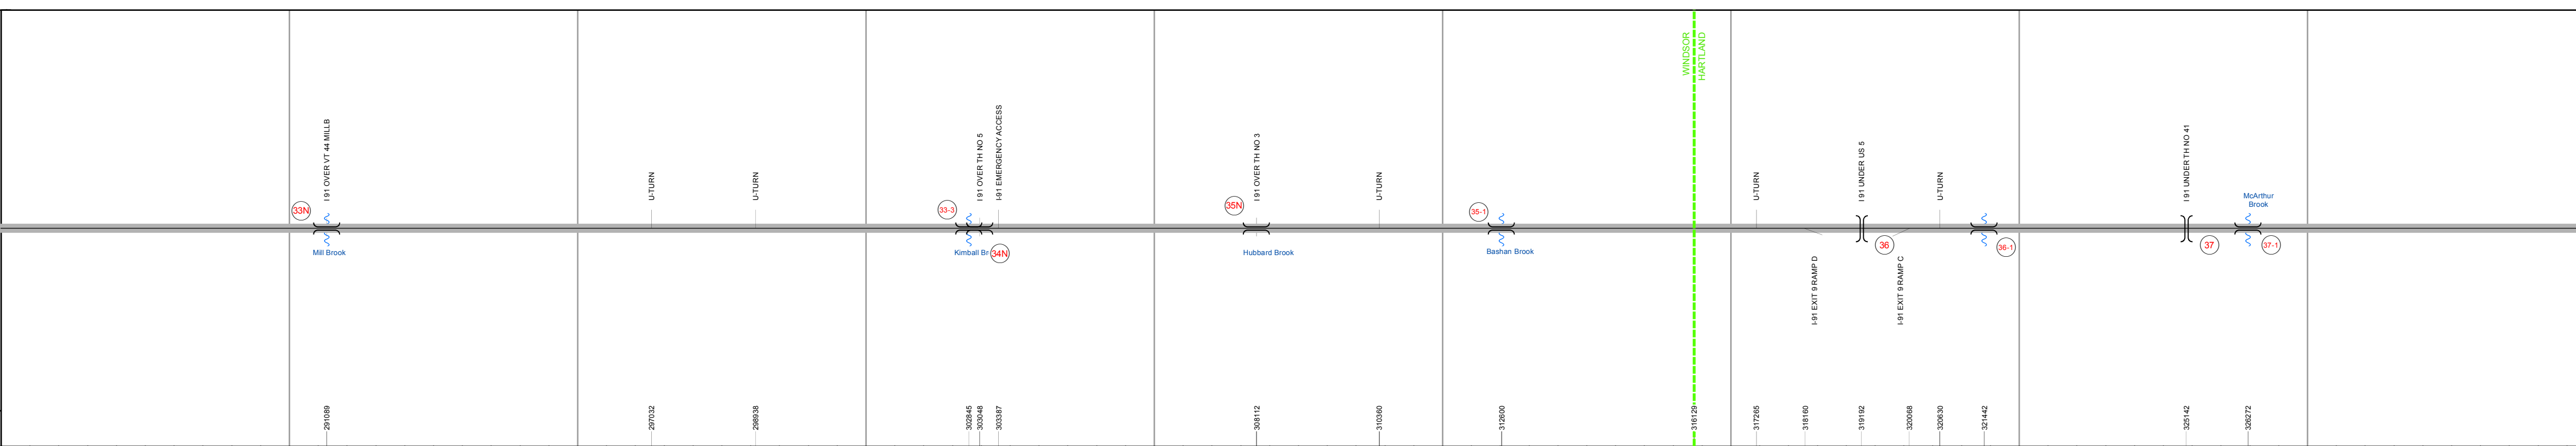 WINDSOR
HARTLAND
I 91 OVER VT 44 MILLB
U-TURN
U-TURN
I 91 OVER TH NO 5
I-91 EMERGENCY ACCESS
I 91 OVER TH NO 3
U-TURN
U-TURN
I 91 UNDER US 5
U-TURN
I 91 UNDER TH NO 41
McArthur
Brook
33N
33-3
35N
35-1
36
36-1
37
37-1
Mill Brook
Kimball Br
34N
Hubbard Brook
Bashan Brook
I-91 EXIT 9 RAMP D
I-91 EXIT 9 RAMP C
291089
297032
298938
302845
303048
303387
308112
310360
312600
316129
317265
318160
319192
320068
320630
321442
325142
326272